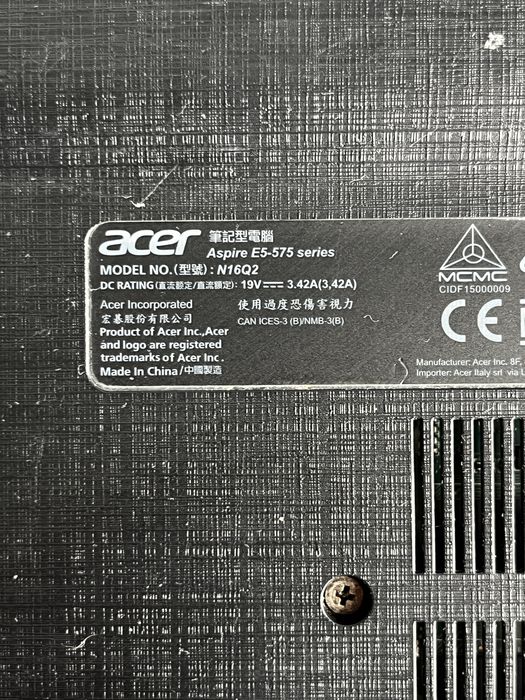 acer 筆記型電腦
Aspire E5-575 series
MODEL NO.(型號): N16Q2
DC RATING(直流額定/直流額定): 19V⎓ 3.42A(3,42A)
Acer Incorporated 使用過度恐傷害視力
宏碁股份有限公司
CAN ICES-3 (B)/NMB-3(B)
Product of Acer Inc.,Acer
and logo are registered
trademarks of Acer Inc.
Made In China/中國製造
MCMC
CIDF15000009
CE
Manufacturer: Acer Inc. 8F,
Importer: Acer Italy srl via